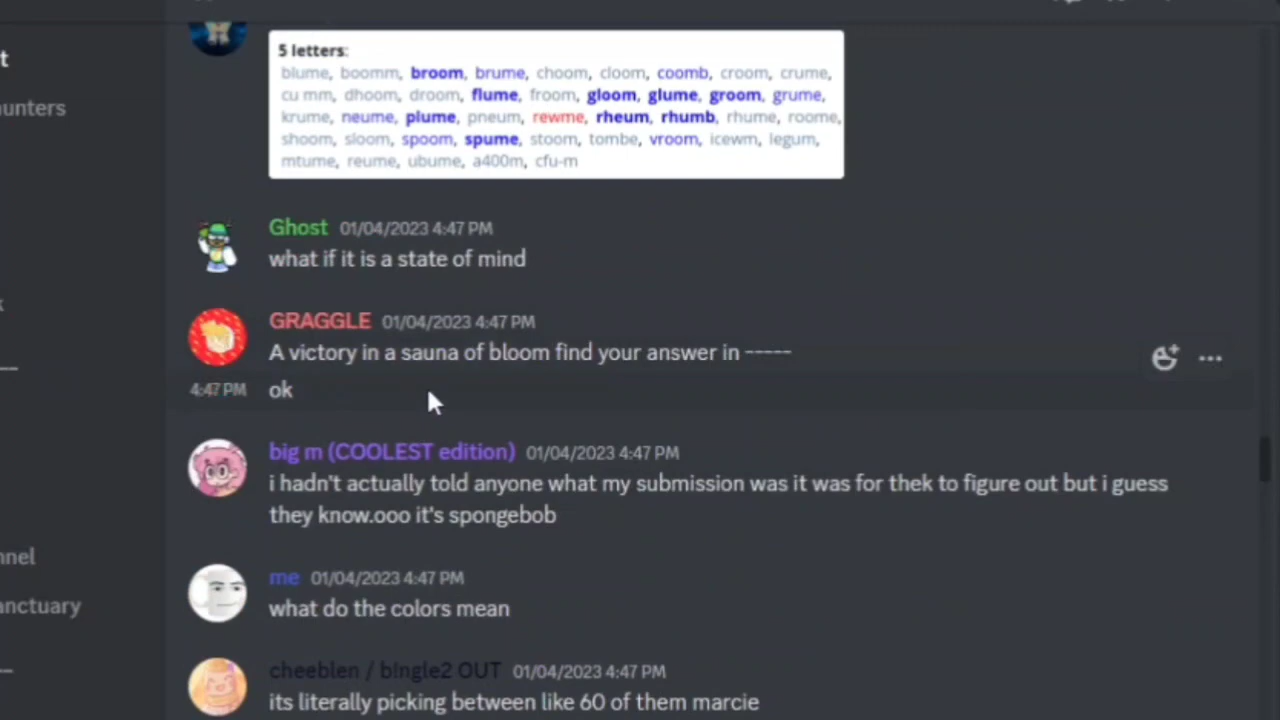 t
5 letters:
blume, boomm, broom, brume, choom, cloom, coomb, croom, crume,
unters
cu mm, dhoom, droom, flume, froom, gloom, glume, groom, grume,
krume, neume, plume, pneum, rewme, rheum, rhumb, rhume, roome,
shoom, sloom, spoom, spume, stoom, tombe, vroom, icewm, legum,
mtume, reume, ubume, a400m, cfu-m
Ghost 01/04/2023 4:47 PM
what if it is a state of mind
k
GRAGGLE 01/04/2023 4:47 PM
A victory in a sauna of bloom find your answer in -----
4:47 PM ok
big m (COOLEST edition) 01/04/2023 4:47 PM
i hadn't actually told anyone what my submission was it was for thek to figure out but i guess
they know.ooo it's spongebob
nnel
me 01/04/2023 4:47 PM
what do the colors mean
anctuary
cheeblen / bingle2 OUT 01/04/2023 4:47 PM
its literally picking between like 60 of them marcie